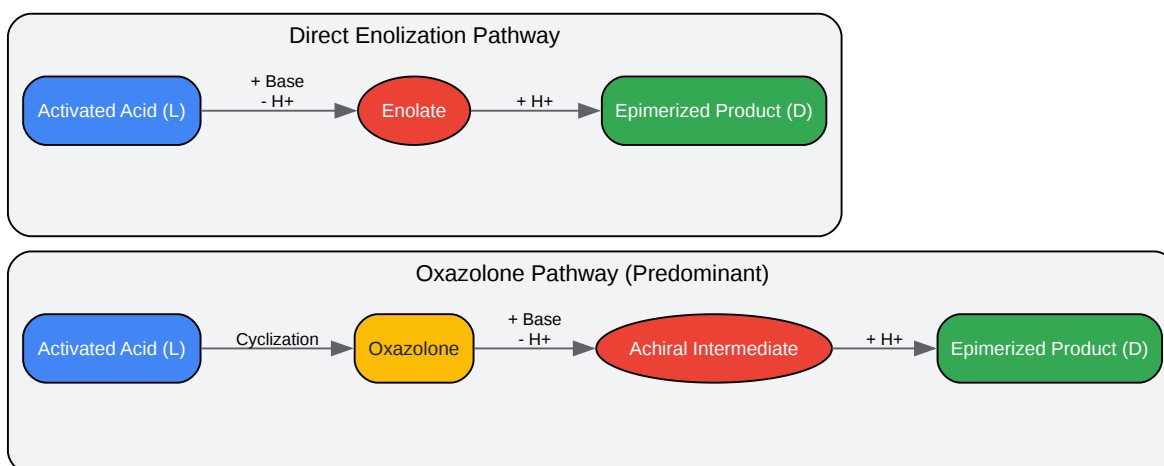 Direct Enolization Pathway
Activated Acid (L)
+ Base
- H+
Enolate
+ H+
Epimerized Product (D)
Oxazolone Pathway (Predominant)
Activated Acid (L)
Cyclization
Oxazolone
+ Base
- H+
Achiral Intermediate
+ H+
Epimerized Product (D)